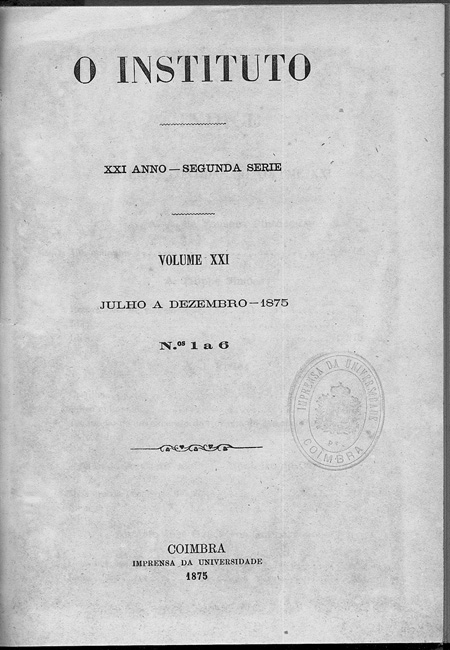 O INSTITUTO
XXI ANNO — SEGUNDA SERIE
VOLUME XXI
JULHO A DEZEMBRO — 1875
N.os 1 a 6
IMPRENSA DA UNIVERSIDADE
COIMBRA
COIMBRA
IMPRENSA DA UNIVERSIDADE
1875